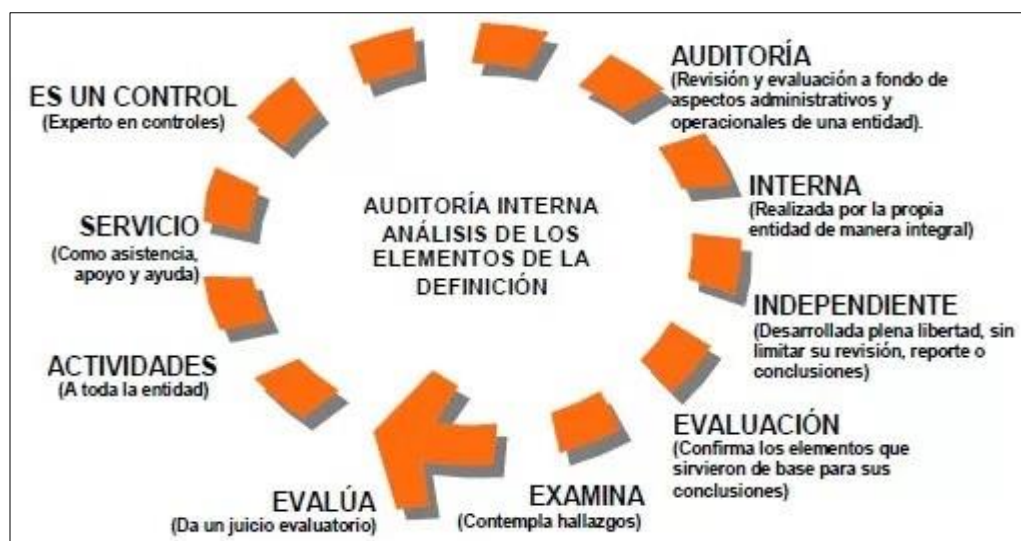 AUDITORÍA
(Revisión y evaluación a fondo de
aspectos administrativos y
operacionales de una entidad).
INTERNA
(Realizada por la propia
entidad de manera integral)
INDEPENDIENTE
(Desarrollada plena libertad, sin
limitar su revisión, reporte o
conclusiones)
EVALUACIÓN
(Confirma los elementos que
sirvieron de base para sus
conclusiones)
EXAMINA
(Contempla hallazgos)
EVALÚA
(Da un juicio evaluatorio)
ACTIVIDADES
(A toda la entidad)
SERVICIO
(Como asistencia,
apoyo y ayuda)
ES UN CONTROL
(Experto en controles)
AUDITORÍA INTERNA
ANÁLISIS DE LOS
ELEMENTOS DE LA
DEFINICIÓN